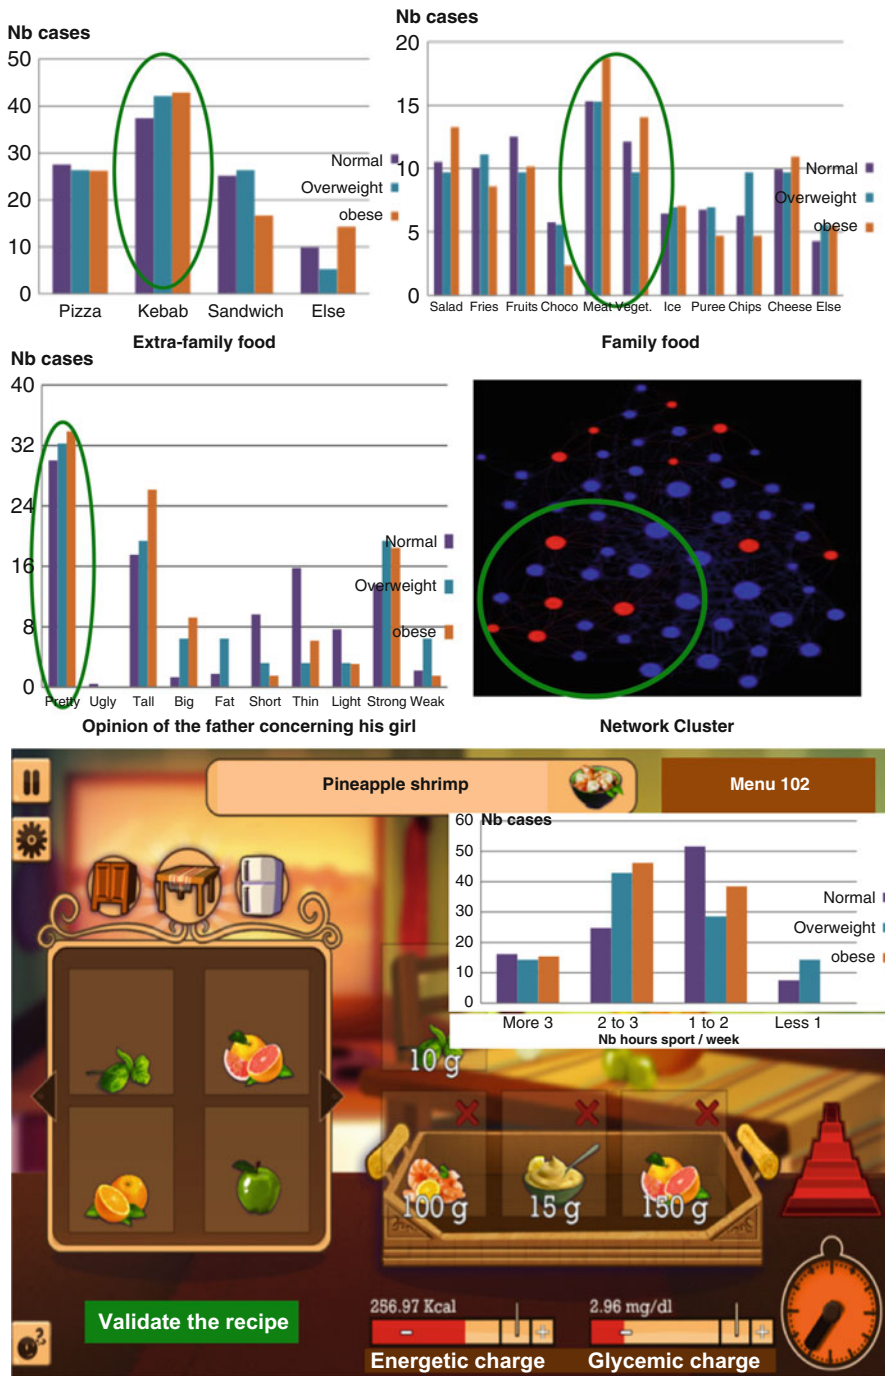 Nb cases
50
40
30
20
10
0
Normal
Overweight
obese
Pizza Kebab Sandwich Else
Extra-family food
Nb cases
20
15
10
5
0
Normal
Overweight
obese
Salad Fries Fruits Choco Meat Veget. Ice Puree Chips Cheese Else
Family food
Nb cases
40
32
24
16
8
0
Normal
Overweight
obese
Pretty Ugly Tall Big Fat Short Thin Light Strong Weak
Opinion of the father concerning his girl
Network Cluster
Pineapple shrimp
Menu 102
Nb cases
60
50
40
30
20
10
0
Normal
Overweight
obese
More 3 2 to 3 1 to 2 Less 1
Nb hours sport / week
10 g
100 g 15 g 150 g
Validate the recipe
256.97 Kcal
- +
Energetic charge
2.96 mg/dl
- +
Glycemic charge
?